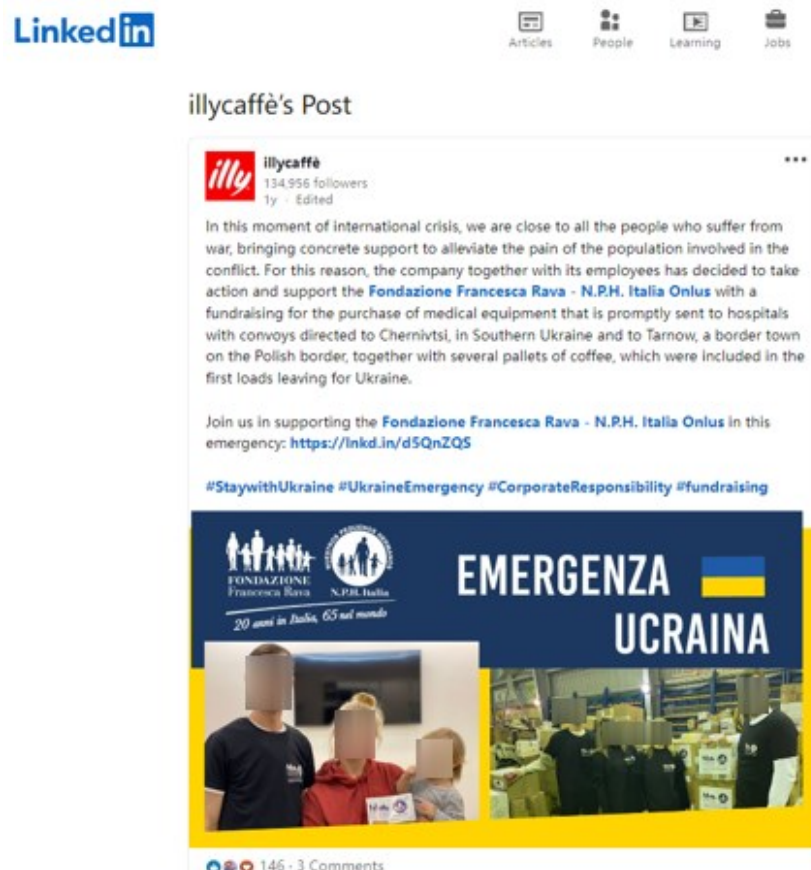 Linked in
Articles People Learning Jobs
illycaffè's Post
illy
illycaffè
134,956 followers
1y · Edited
In this moment of international crisis, we are close to all the people who suffer from
war, bringing concrete support to alleviate the pain of the population involved in the
conflict. For this reason, the company together with its employees has decided to take
action and support the Fondazione Francesca Rava - N.P.H. Italia Onlus with a
fundraising for the purchase of medical equipment that is promptly sent to hospitals
with convoys directed to Chernivtsi, in Southern Ukraine and to Tarnow, a border town
on the Polish border, together with several pallets of coffee, which were included in the
first loads leaving for Ukraine.
Join us in supporting the Fondazione Francesca Rava - N.P.H. Italia Onlus in this
emergency: https://lnkd.in/d5QnZQS
#StaywithUkraine #UkraineEmergency #CorporateResponsibility #fundraising
FONDAZIONE
Francesca Rava N.P.H. Italia
20 anni in Italia, 65 nel mondo
EMERGENZA
UCRAINA
146 · 3 Comments